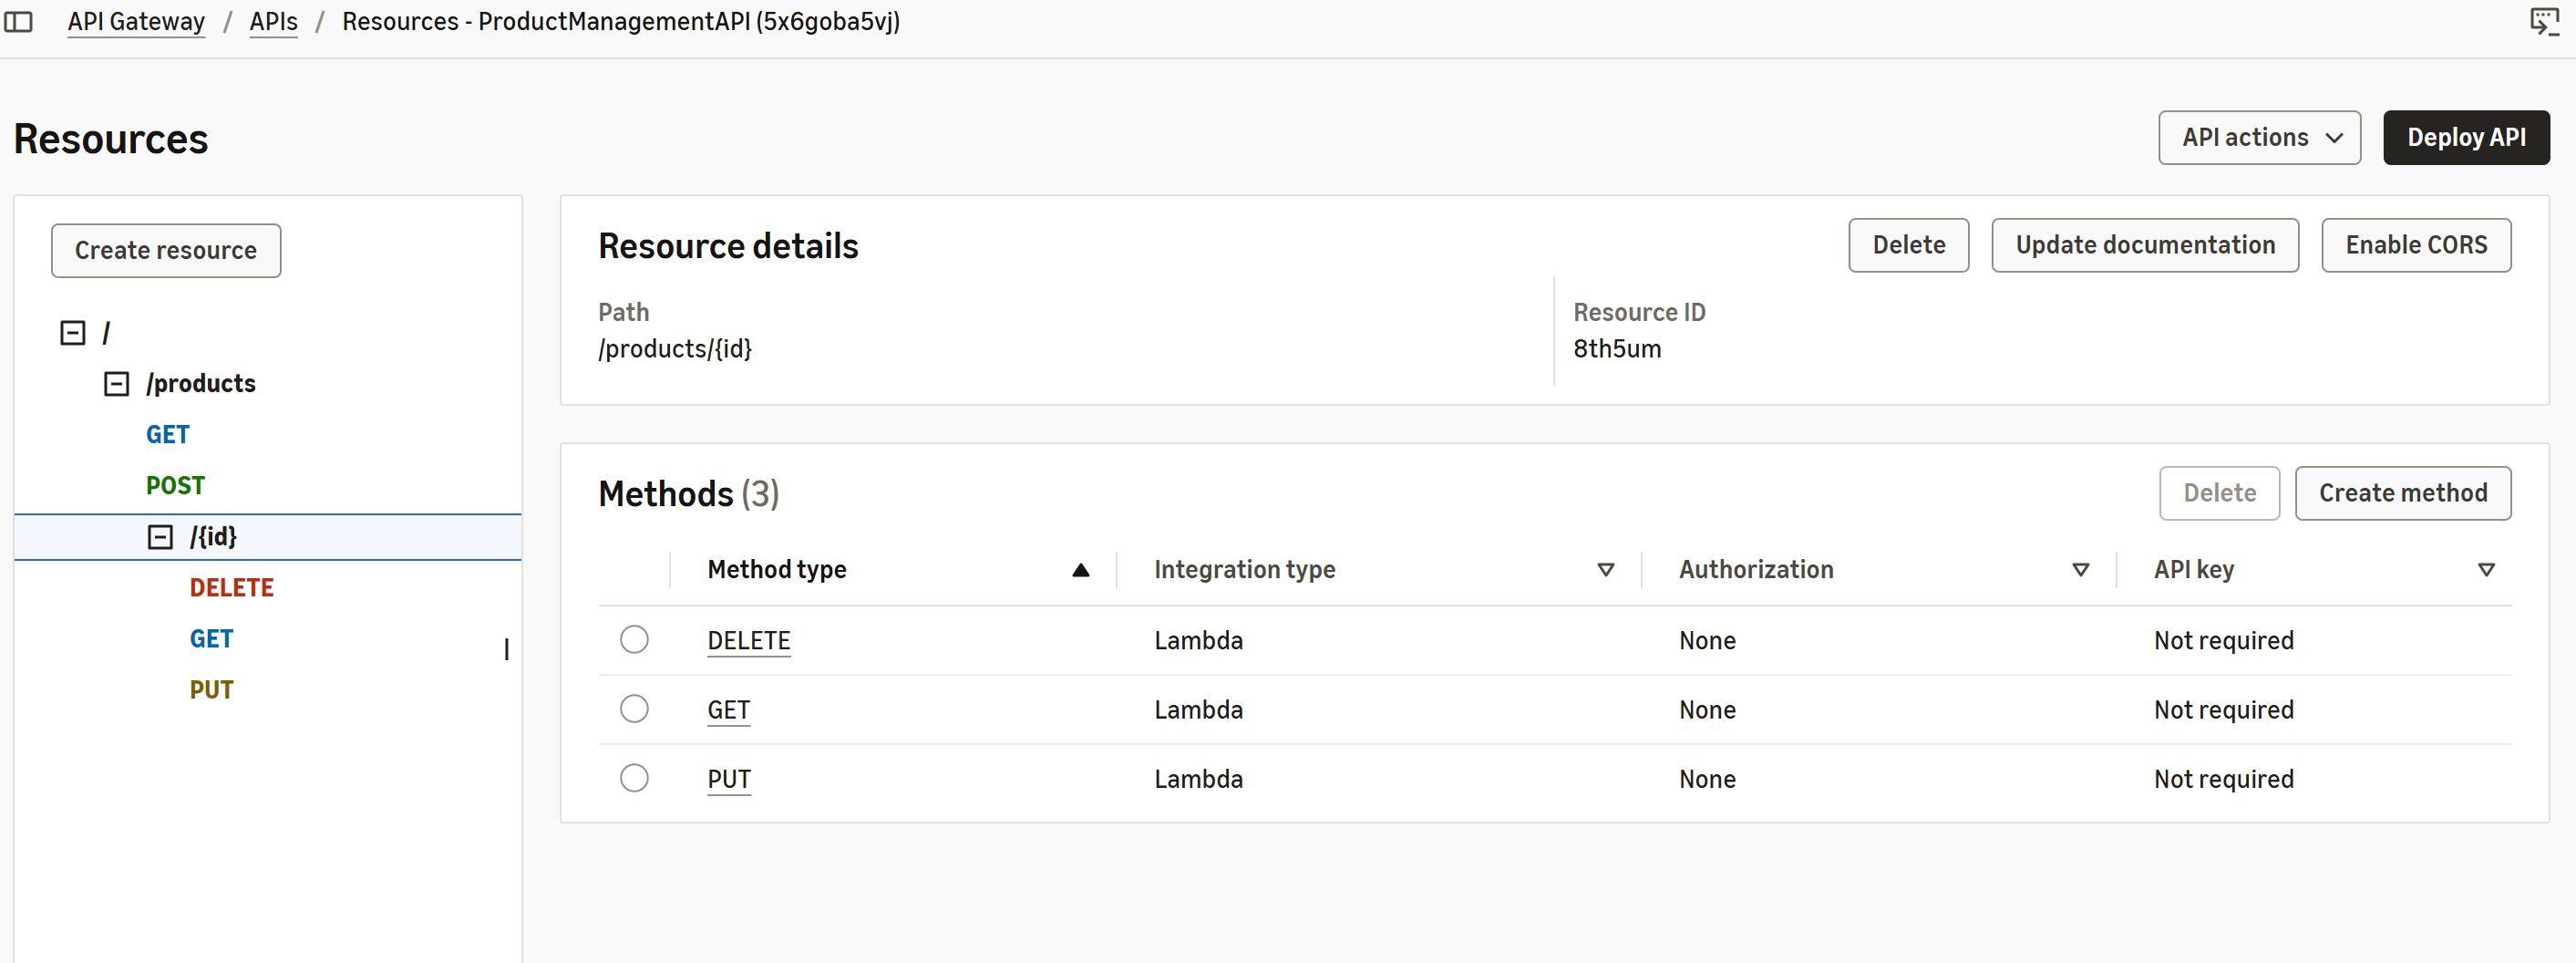 API Gateway / APIs / Resources - ProductManagementAPI (5x6goba5vj)
Resources
API actions
Deploy API
Create resource
/
/products
GET
POST
/{id}
DELETE
GET
PUT
Resource details
Delete
Update documentation
Enable CORS
Path
/products/{id}
Resource ID
8th5um
Methods (3)
Delete
Create method
Method type Integration type Authorization API key
DELETE Lambda None Not required
GET Lambda None Not required
PUT Lambda None Not required